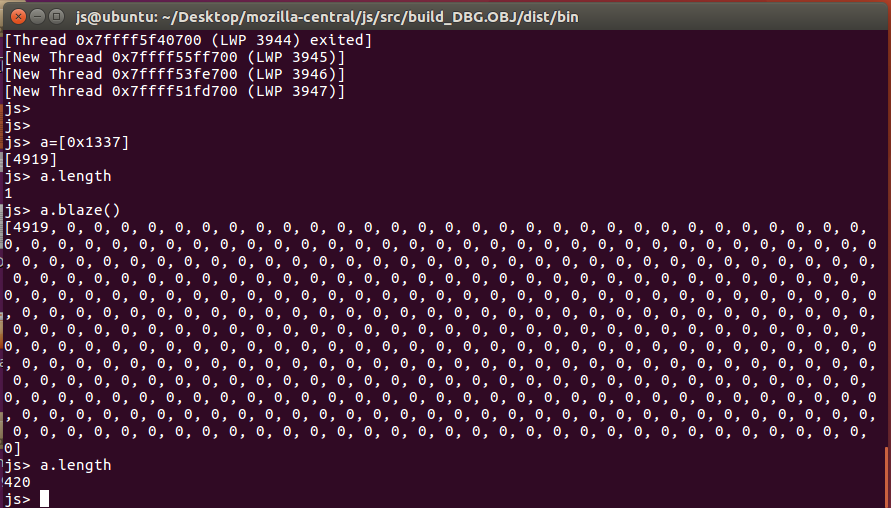 js@ubuntu: ~/Desktop/mozilla-central/js/src/build_DBG.OBJ/dist/bin
[Thread 0x7ffff5f40700 (LWP 3944) exited]
[New Thread 0x7ffff55ff700 (LWP 3945)]
[New Thread 0x7ffff53fe700 (LWP 3946)]
[New Thread 0x7ffff51fd700 (LWP 3947)]
js>
js>
js> a=[0x1337]
[4919]
js> a.length
1
js> a.blaze()
[4919, 0, 0, 0, 0, 0, 0, 0, 0, 0, 0, 0, 0, 0, 0, 0, 0, 0, 0, 0, 0, 0, 0, 0, 0, 0, 0, 0, 0, 0, 0,
0, 0, 0, 0, 0, 0, 0, 0, 0, 0, 0, 0, 0, 0, 0, 0, 0, 0, 0, 0, 0, 0, 0, 0, 0, 0, 0, 0, 0, 0, 0, 0, 0
, 0, 0, 0, 0, 0, 0, 0, 0, 0, 0, 0, 0, 0, 0, 0, 0, 0, 0, 0, 0, 0, 0, 0, 0, 0, 0, 0, 0, 0, 0, 0, 0,
 0, 0, 0, 0, 0, 0, 0, 0, 0, 0, 0, 0, 0, 0, 0, 0, 0, 0, 0, 0, 0, 0, 0, 0, 0, 0, 0, 0, 0, 0, 0, 0,
0, 0, 0, 0, 0, 0, 0, 0, 0, 0, 0, 0, 0, 0, 0, 0, 0, 0, 0, 0, 0, 0, 0, 0, 0, 0, 0, 0, 0, 0, 0, 0, 0
, 0, 0, 0, 0, 0, 0, 0, 0, 0, 0, 0, 0, 0, 0, 0, 0, 0, 0, 0, 0, 0, 0, 0, 0, 0, 0, 0, 0, 0, 0, 0, 0,
 0, 0, 0, 0, 0, 0, 0, 0, 0, 0, 0, 0, 0, 0, 0, 0, 0, 0, 0, 0, 0, 0, 0, 0, 0, 0, 0, 0, 0, 0, 0, 0,
0, 0, 0, 0, 0, 0, 0, 0, 0, 0, 0, 0, 0, 0, 0, 0, 0, 0, 0, 0, 0, 0, 0, 0, 0, 0, 0, 0, 0, 0, 0, 0, 0
, 0, 0, 0, 0, 0, 0, 0, 0, 0, 0, 0, 0, 0, 0, 0, 0, 0, 0, 0, 0, 0, 0, 0, 0, 0, 0, 0, 0, 0, 0, 0, 0,
 0, 0, 0, 0, 0, 0, 0, 0, 0, 0, 0, 0, 0, 0, 0, 0, 0, 0, 0, 0, 0, 0, 0, 0, 0, 0, 0, 0, 0, 0, 0, 0,
0, 0, 0, 0, 0, 0, 0, 0, 0, 0, 0, 0, 0, 0, 0, 0, 0, 0, 0, 0, 0, 0, 0, 0, 0, 0, 0, 0, 0, 0, 0, 0, 0
, 0, 0, 0, 0, 0, 0, 0, 0, 0, 0, 0, 0, 0, 0, 0, 0, 0, 0, 0, 0, 0, 0, 0, 0, 0, 0, 0, 0, 0, 0, 0, 0,
 0, 0, 0, 0, 0, 0, 0, 0, 0, 0, 0, 0, 0, 0, 0, 0, 0, 0, 0, 0, 0, 0, 0, 0, 0, 0, 0, 0, 0, 0, 0, 0,
0]
js> a.length
420
js>